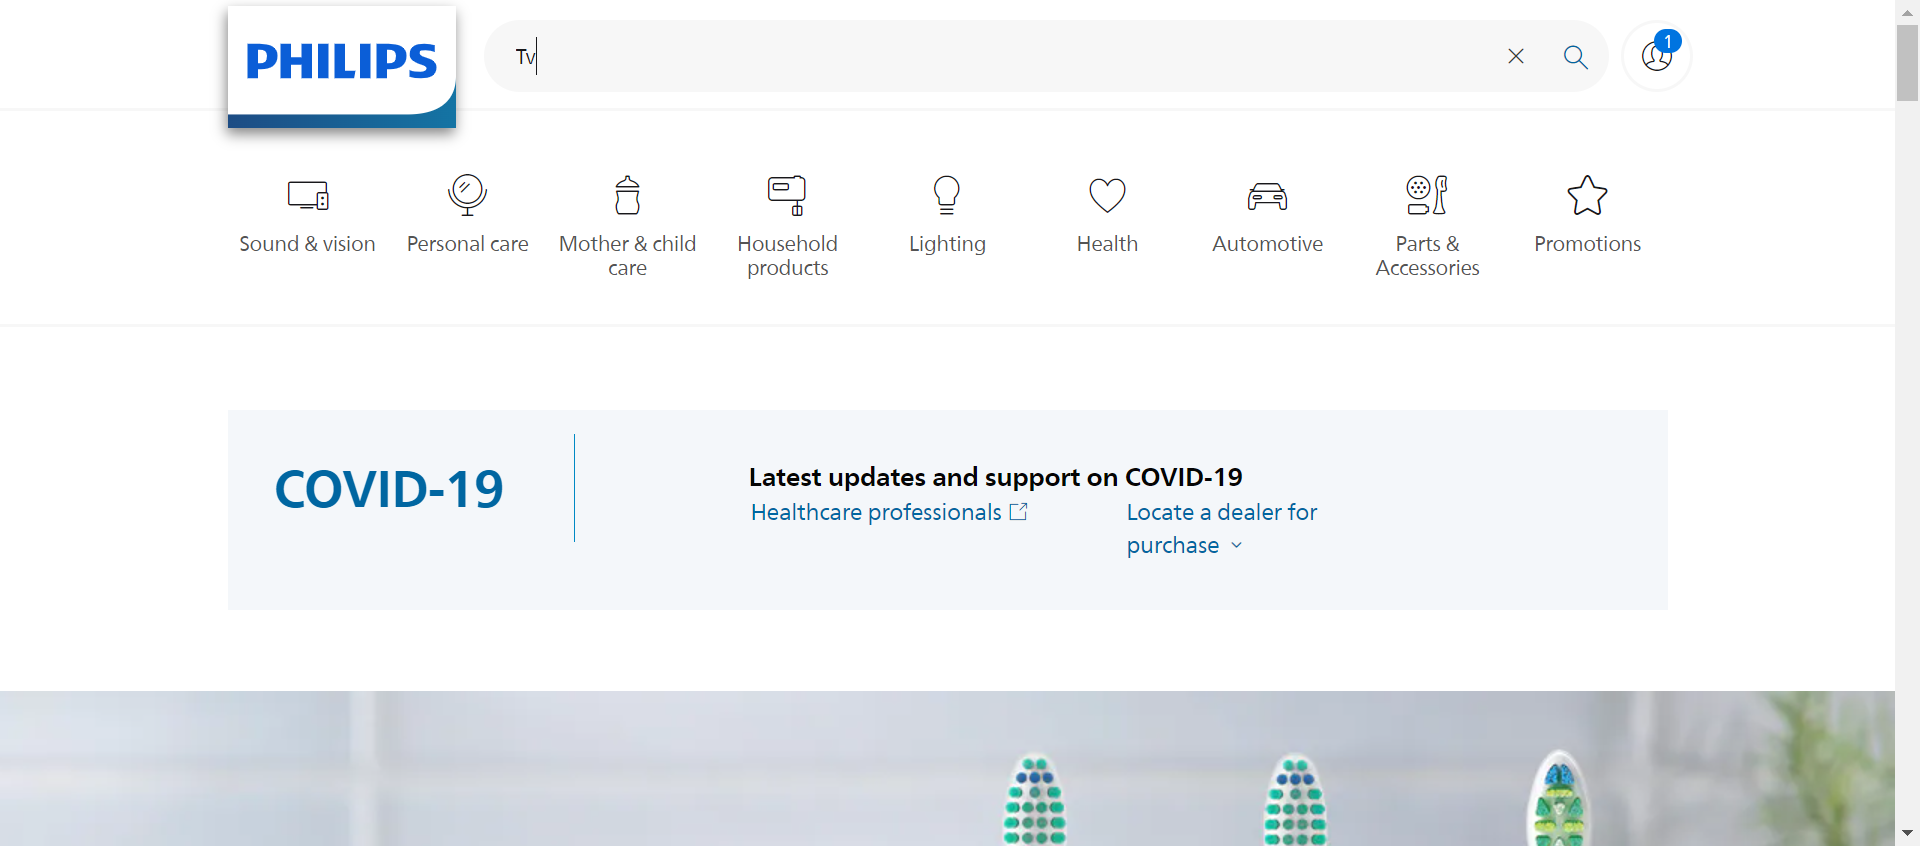 PHILIPS
Tv
1
Sound & vision
Personal care
Mother & child
care
Household
products
Lighting
Health
Automotive
Parts &
Accessories
Promotions
COVID-19
Latest updates and support on COVID-19
Healthcare professionals
Locate a dealer for
purchase